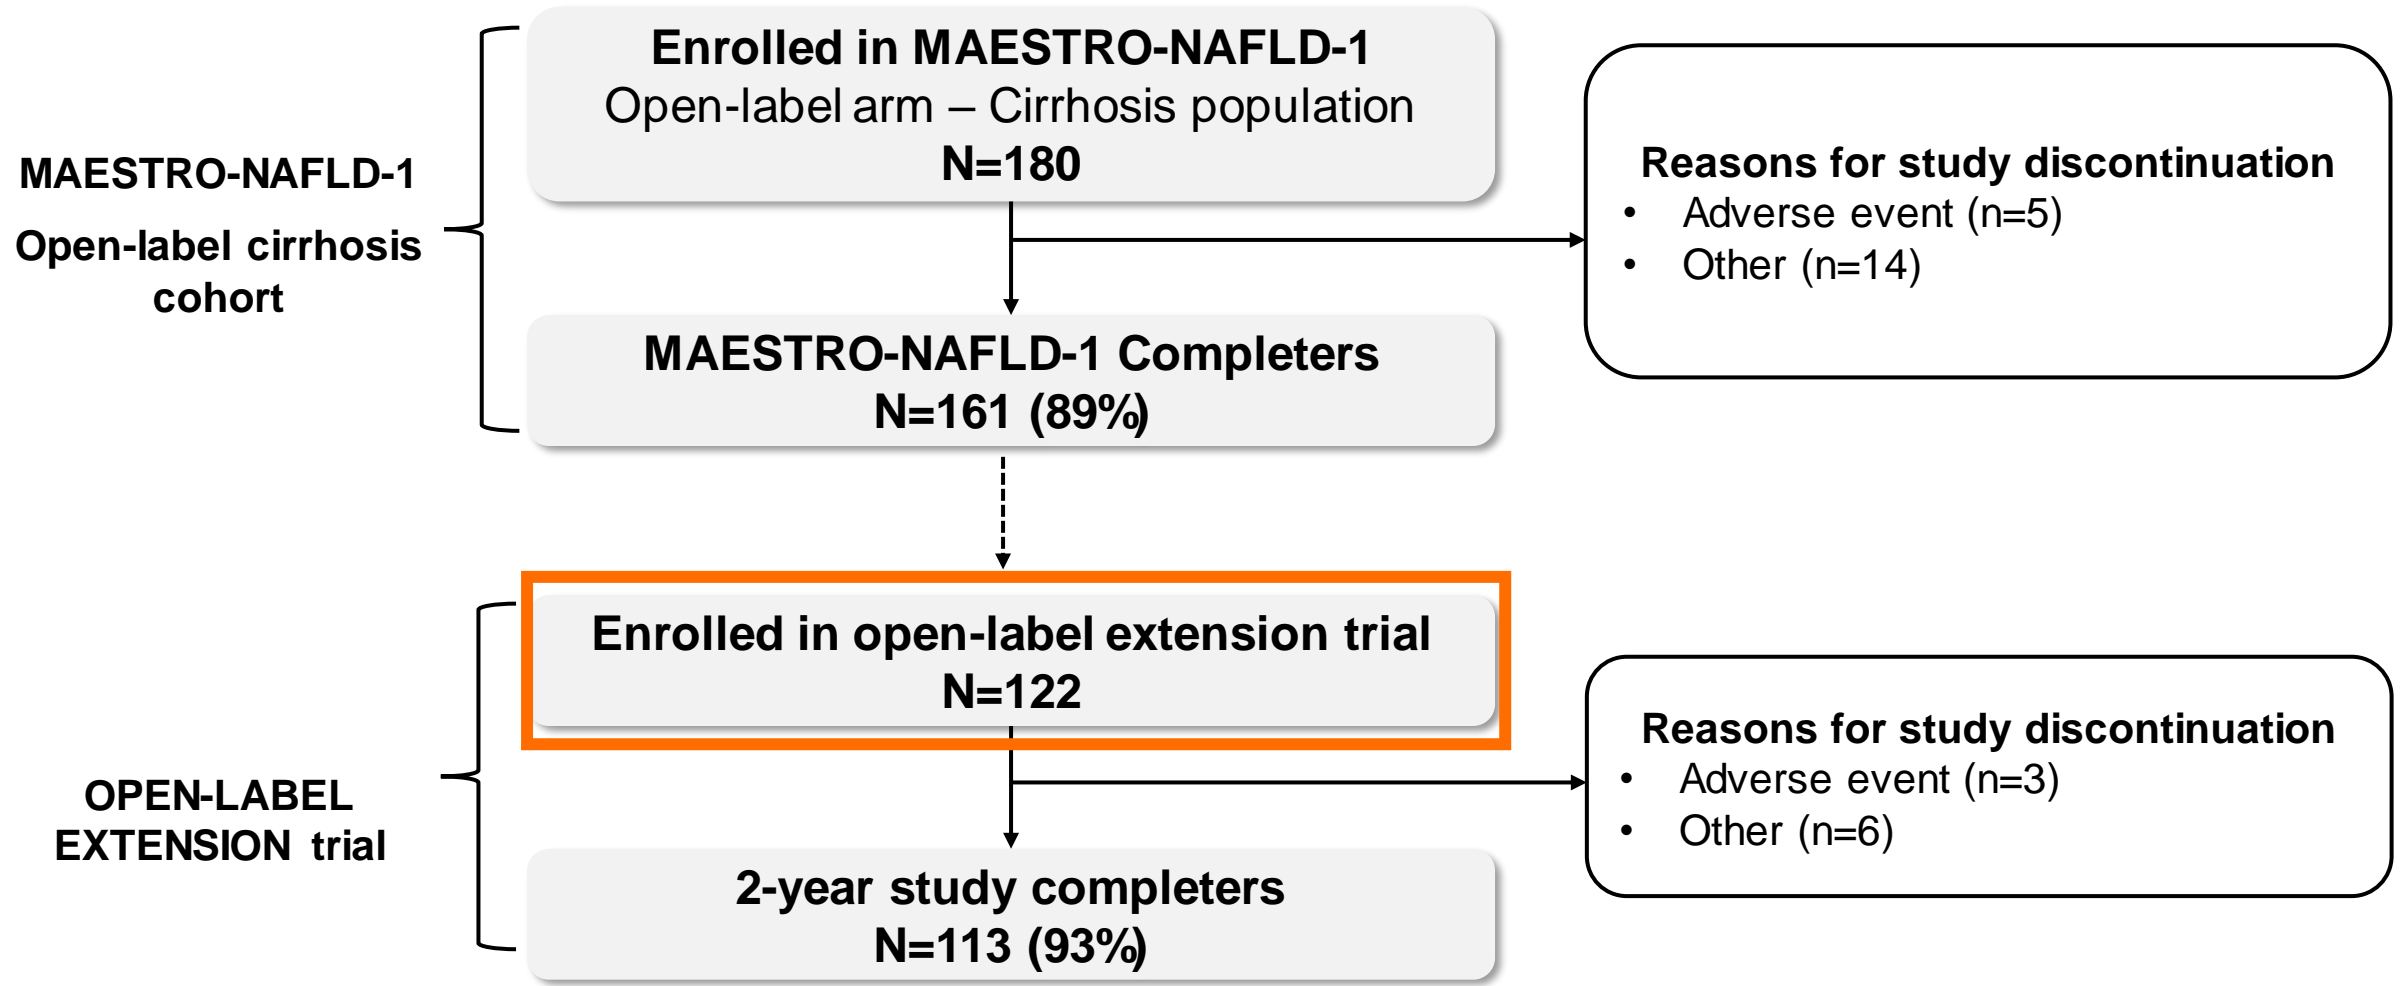 MAESTRO-NAFLD-1
Open-label cirrhosis
cohort
Enrolled in MAESTRO-NAFLD-1
Open-label arm – Cirrhosis population
N=180
Reasons for study discontinuation
• Adverse event (n=5)
• Other (n=14)
MAESTRO-NAFLD-1 Completers
N=161 (89%)
OPEN-LABEL
EXTENSION trial
Enrolled in open-label extension trial
N=122
Reasons for study discontinuation
• Adverse event (n=3)
• Other (n=6)
2-year study completers
N=113 (93%)